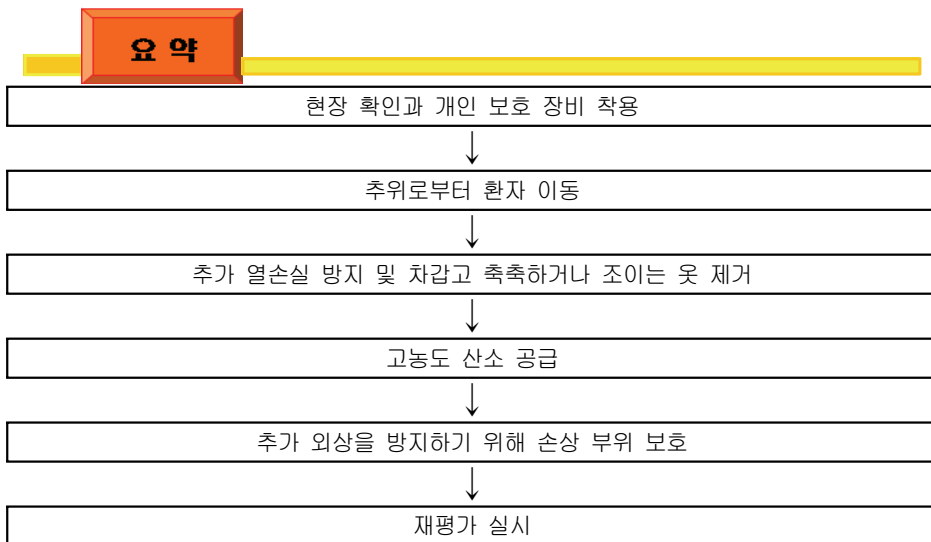 요 약
현장 확인과 개인 보호 장비 착용
추위로부터 환자 이동
추가 열손실 방지 및 차갑고 축축하거나 조이는 옷 제거
고농도 산소 공급
추가 외상을 방지하기 위해 손상 부위 보호
재평가 실시